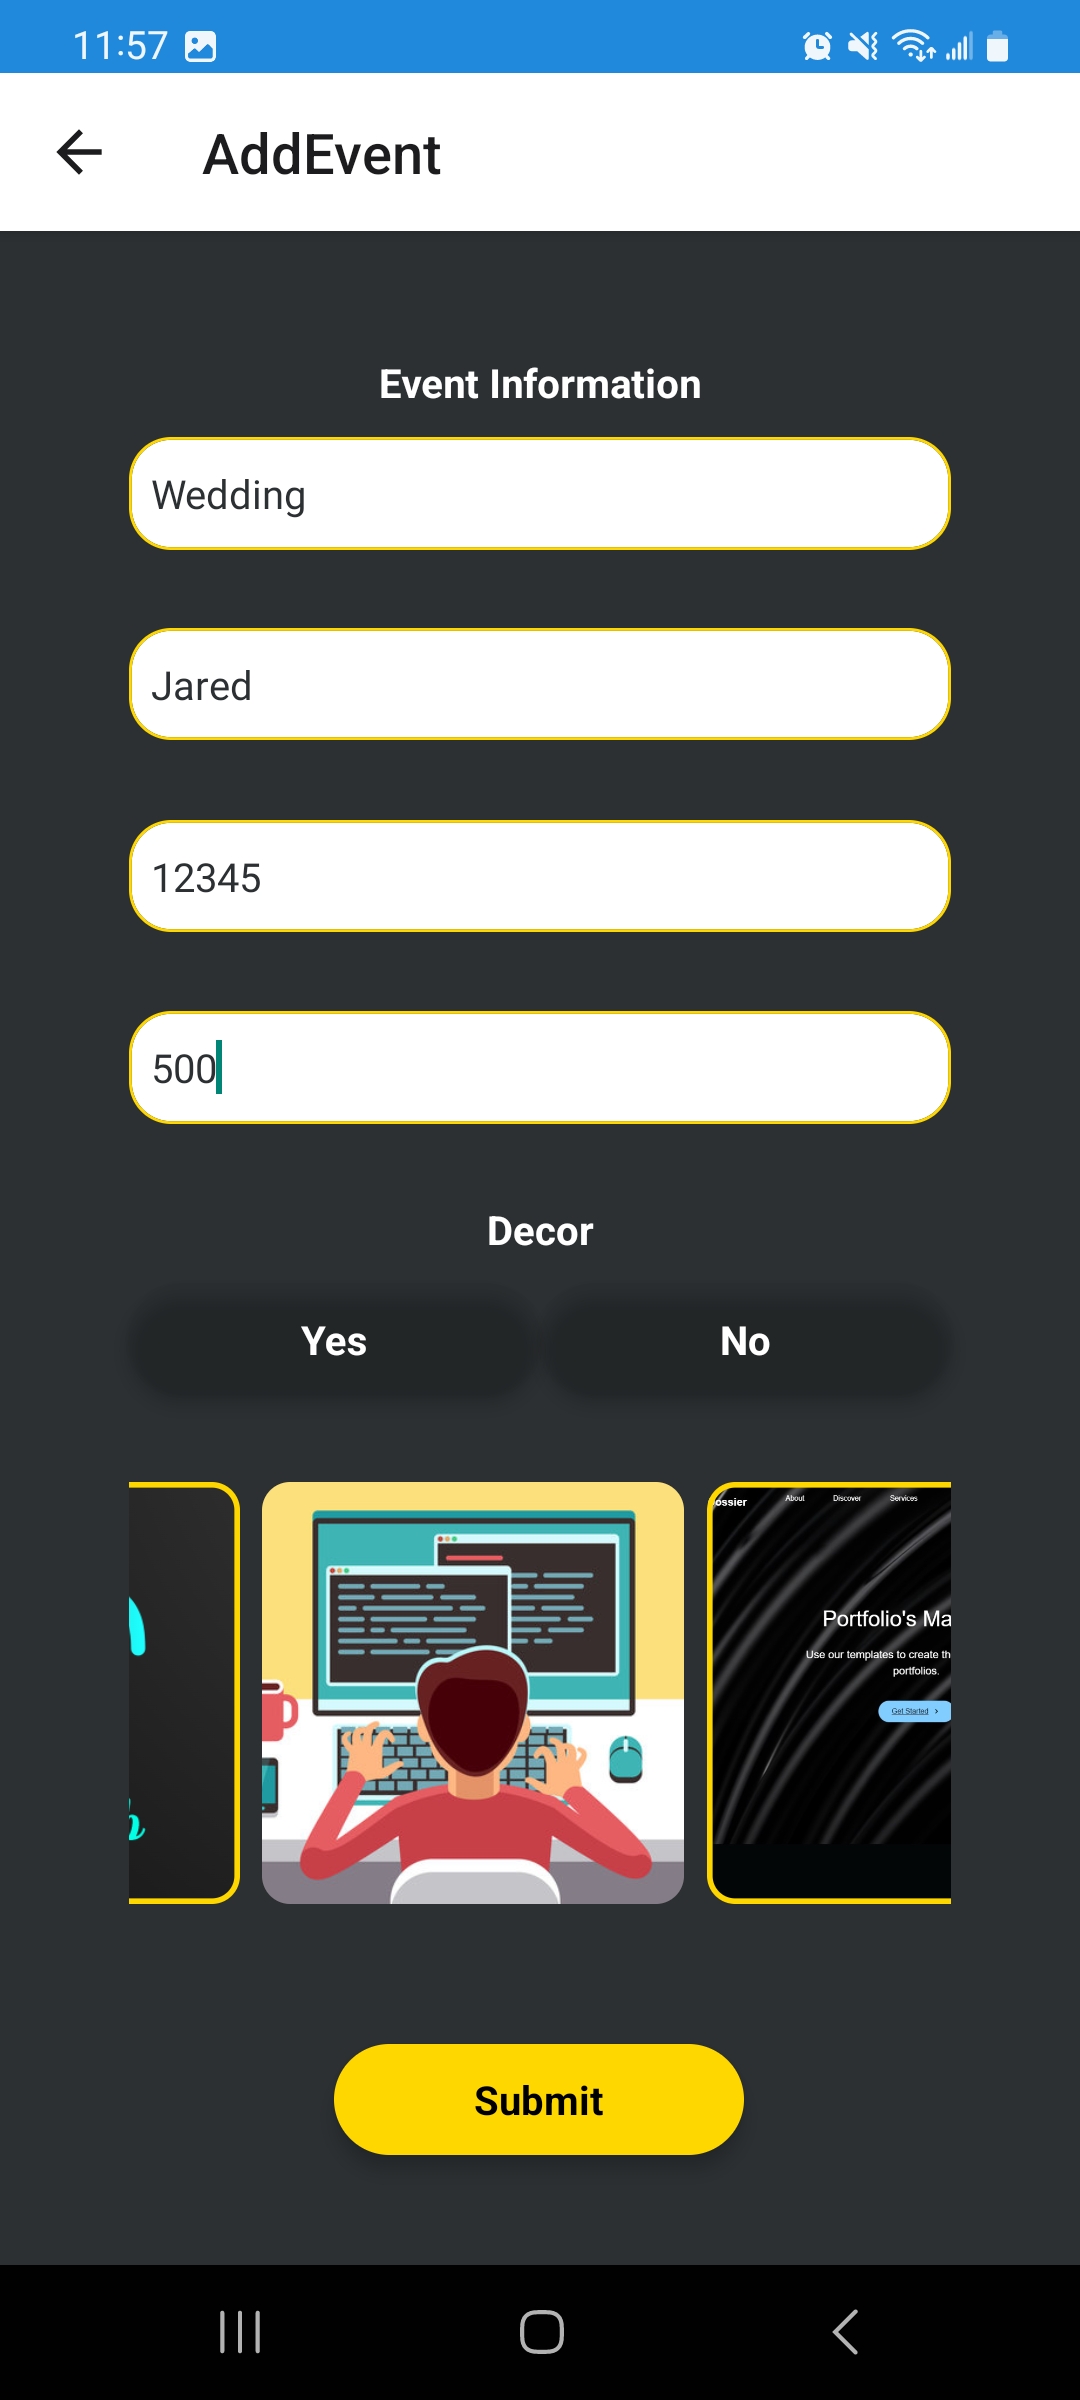 11:57
AddEvent
Event Information
Wedding
Jared
12345
500
Decor
Yes No
ossier About Discover Services
Portfolio's Ma
Use our templates to create th
portfolios.
Get Started
Submit